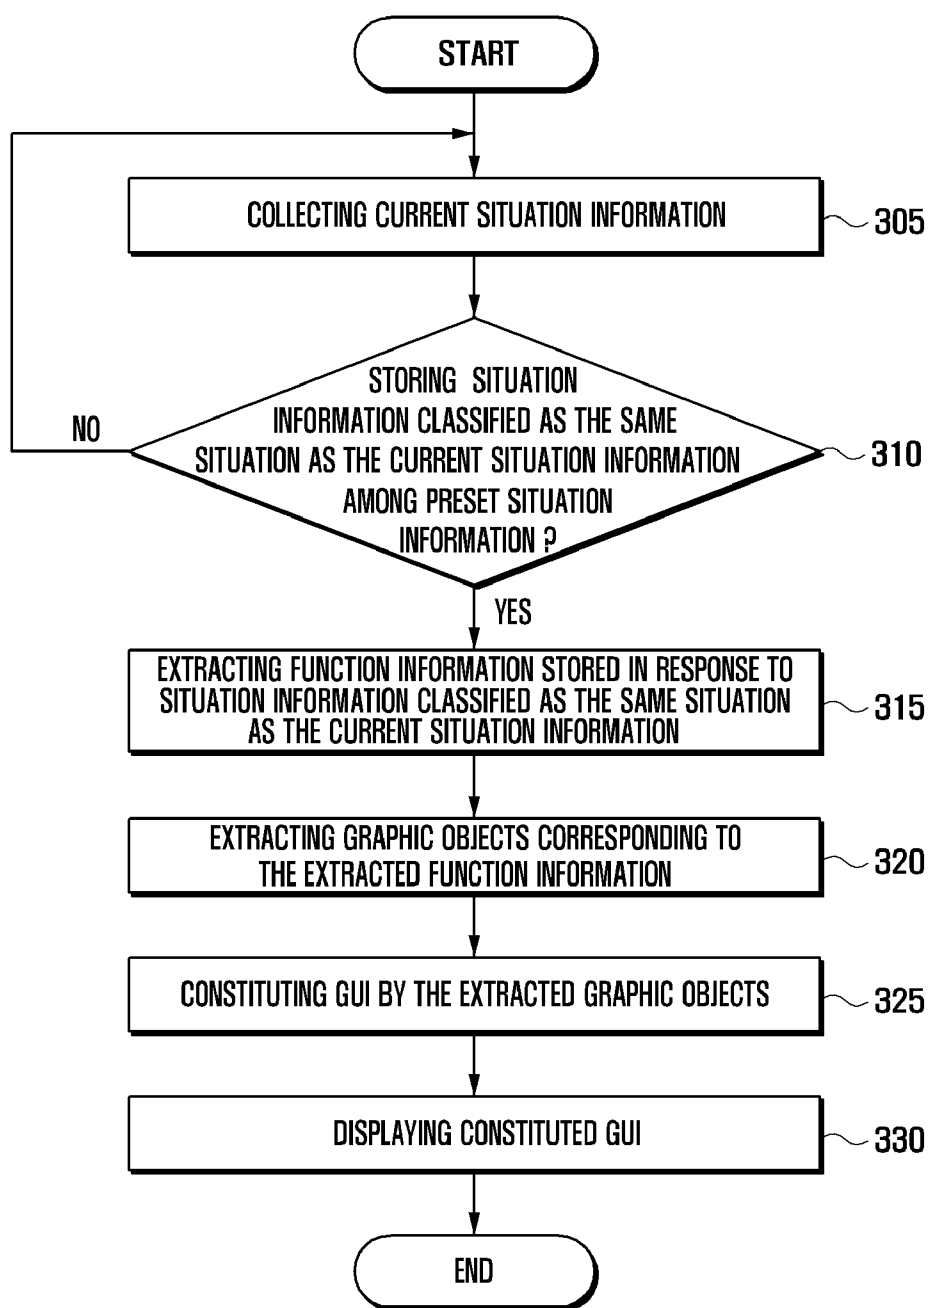 START
COLLECTING CURRENT SITUATION INFORMATION
305
STORING SITUATION
INFORMATION CLASSIFIED AS THE SAME
SITUATION AS THE CURRENT SITUATION INFORMATION
AMONG PRESET SITUATION
INFORMATION ?
310
NO
YES
EXTRACTING FUNCTION INFORMATION STORED IN RESPONSE TO
SITUATION INFORMATION CLASSIFIED AS THE SAME SITUATION
AS THE CURRENT SITUATION INFORMATION
315
EXTRACTING GRAPHIC OBJECTS CORRESPONDING TO
THE EXTRACTED FUNCTION INFORMATION
320
CONSTITUTING GUI BY THE EXTRACTED GRAPHIC OBJECTS
325
DISPLAYING CONSTITUTED GUI
330
END